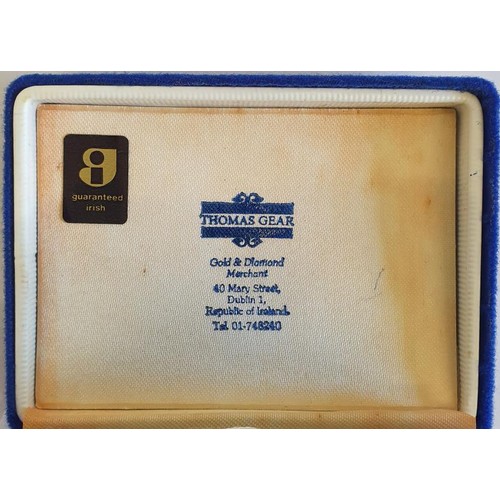 guaranteed
irish
THOMAS GEAR
Gold & Diamond
Merchant
40 Mary Street,
Dublin 1,
Republic of Ireland.
Tel. 01-748240